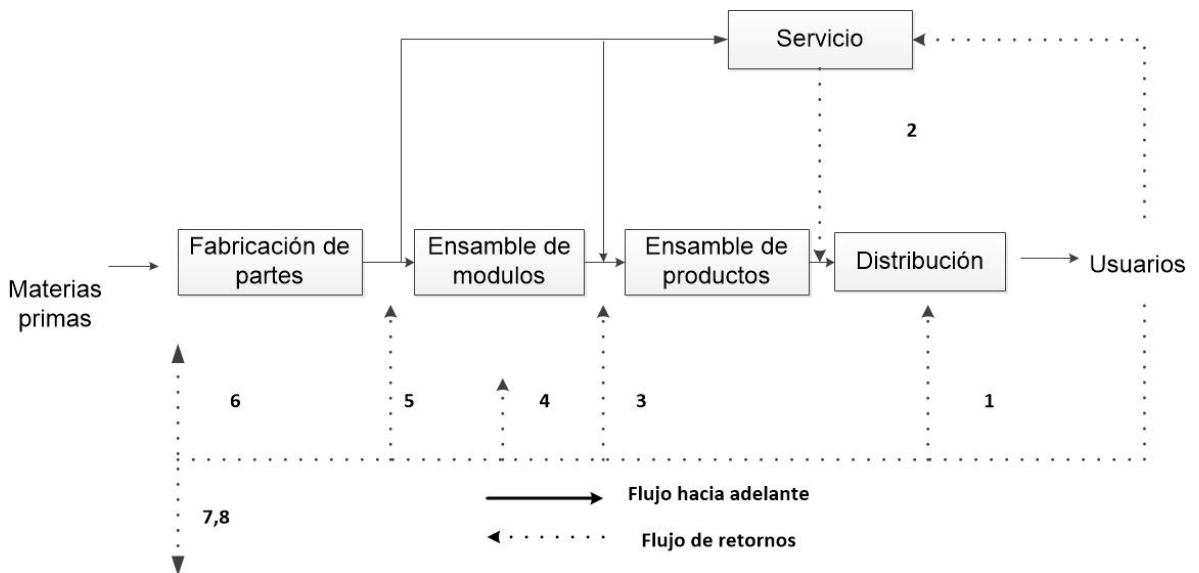 Servicio
2
Fabricación de
partes
Ensamble de
modulos
Ensamble de
productos
Distribución
Usuarios
Materias
primas
6
5
4
3
1
7,8
Flujo hacia adelante
Flujo de retornos